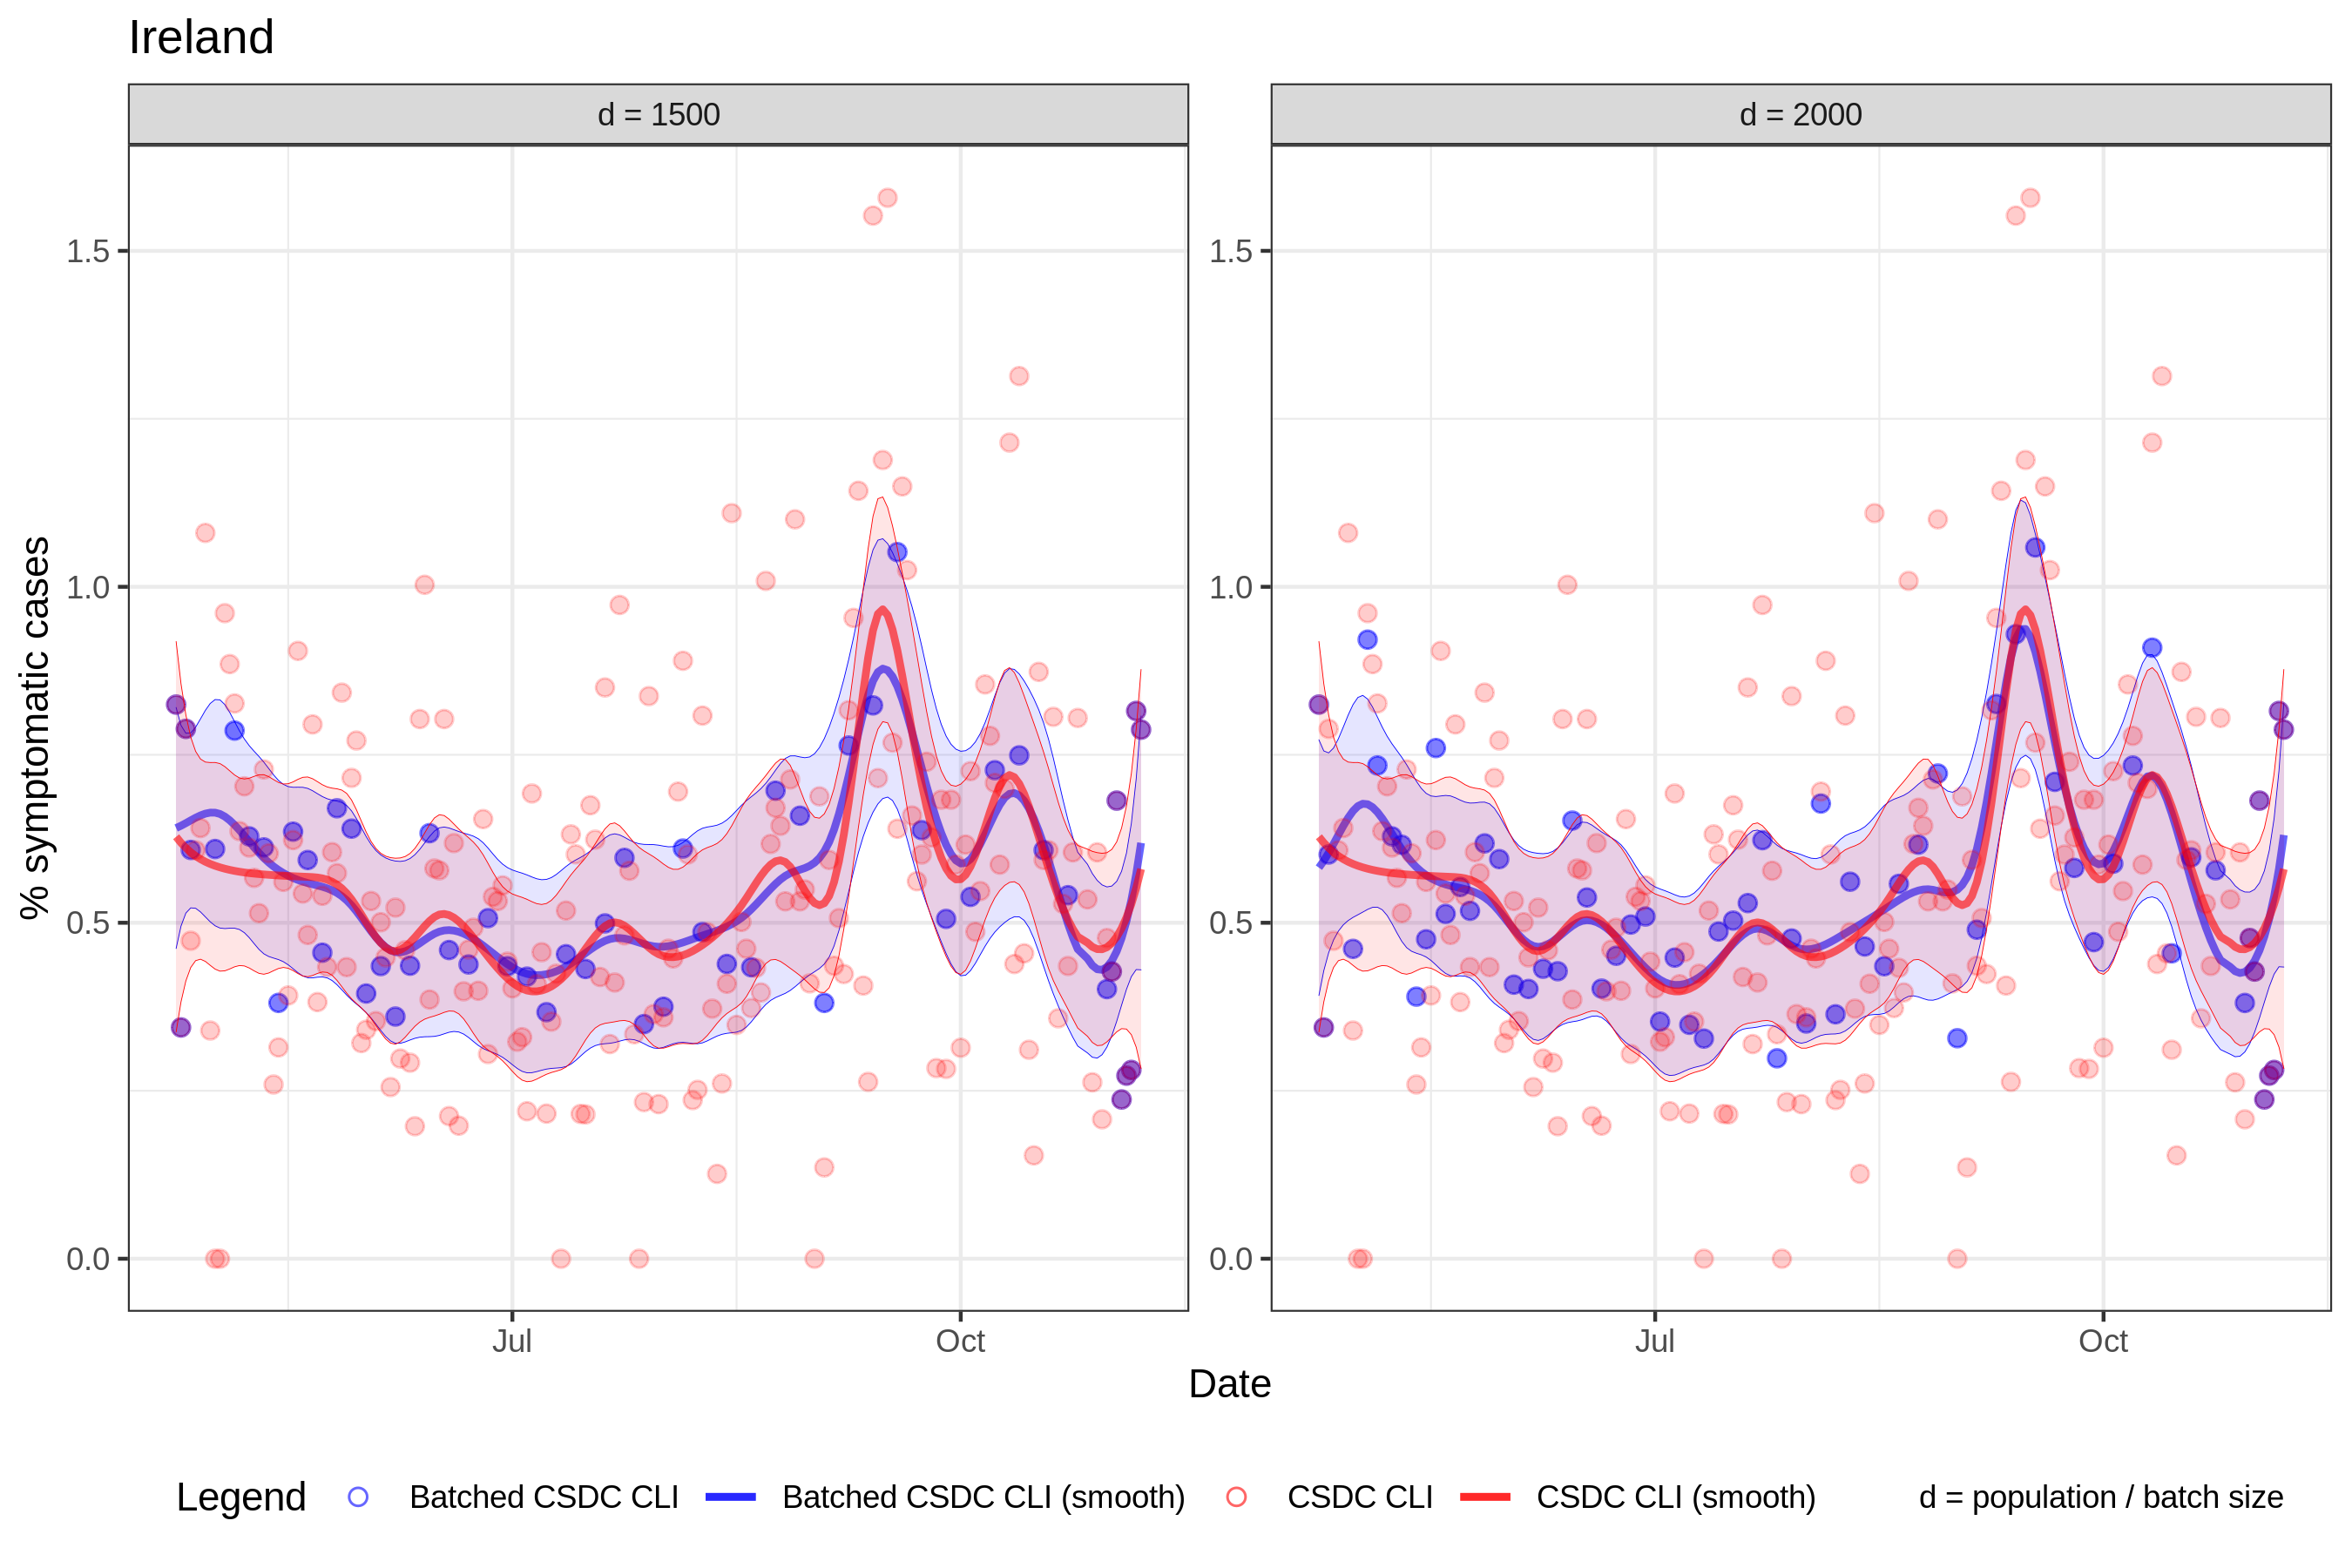 Ireland
d = 1500
d = 2000
% symptomatic cases
1.5
1.0
0.5
0.0
1.5
1.0
0.5
0.0
Jul
Oct
Jul
Oct
Date
Legend
Batched CSDC CLI
Batched CSDC CLI (smooth)
CSDC CLI
CSDC CLI (smooth)
d = population / batch size